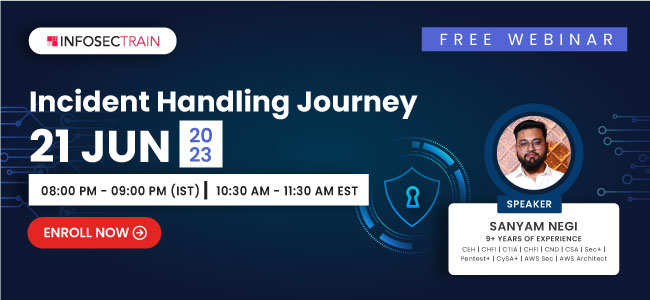 INFOSECTRAIN
FREE WEBINAR
Incident Handling Journey
21 JUN 20
23
08:00 PM - 09:00 PM (IST) | 10:30 AM - 11:30 AM EST
ENROLL NOW
SPEAKER
SANYAM NEGI
9+ YEARS OF EXPERIENCE
CEH | CHFI | CTIA | CHFI | CND | CSA | Sec+ |
Pentest+ | CySA+ | AWS Sec | AWS Architect